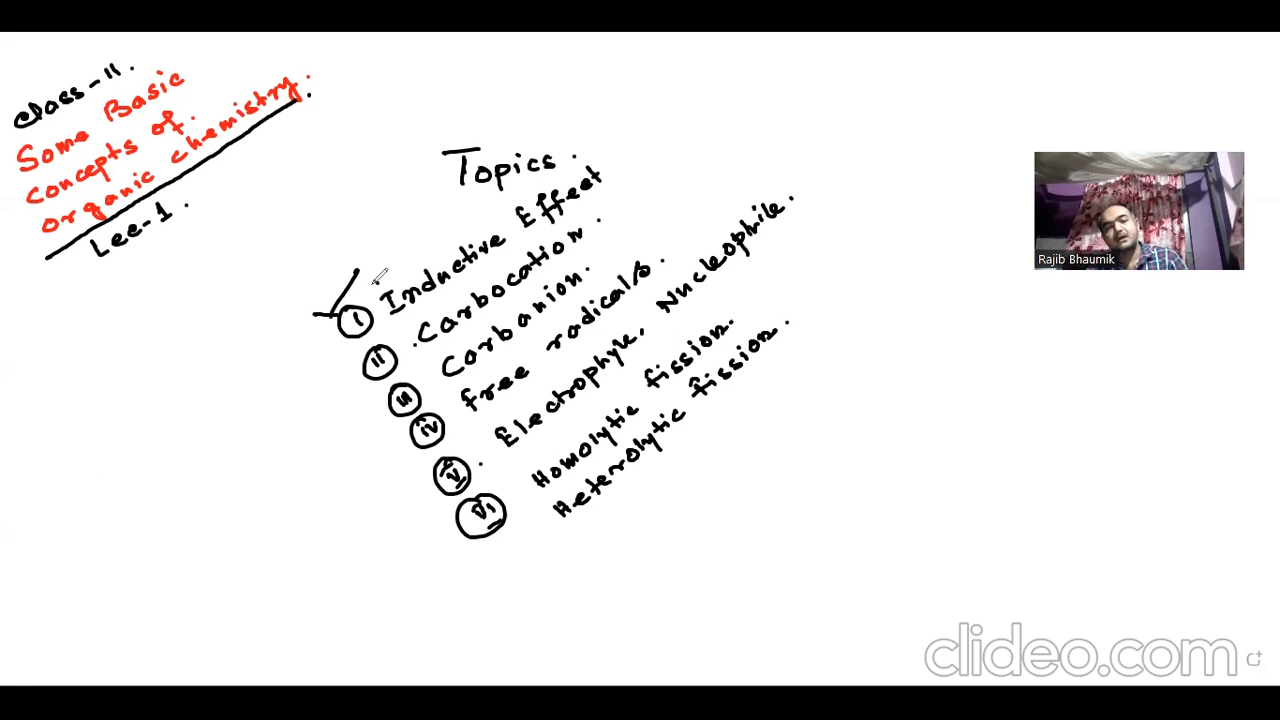 class-11.
Some Basic
concepts of.
organic chemistry.
Lec-1.
Topics.
i Inductive Effect
ii .Carbocation.
iii Carbanion.
iv free radicals.
v. Electrophyle, Nucleophile.
vi Homolytic fission.
Heterolytic fission.
Rajib Bhaumik
clideo.com